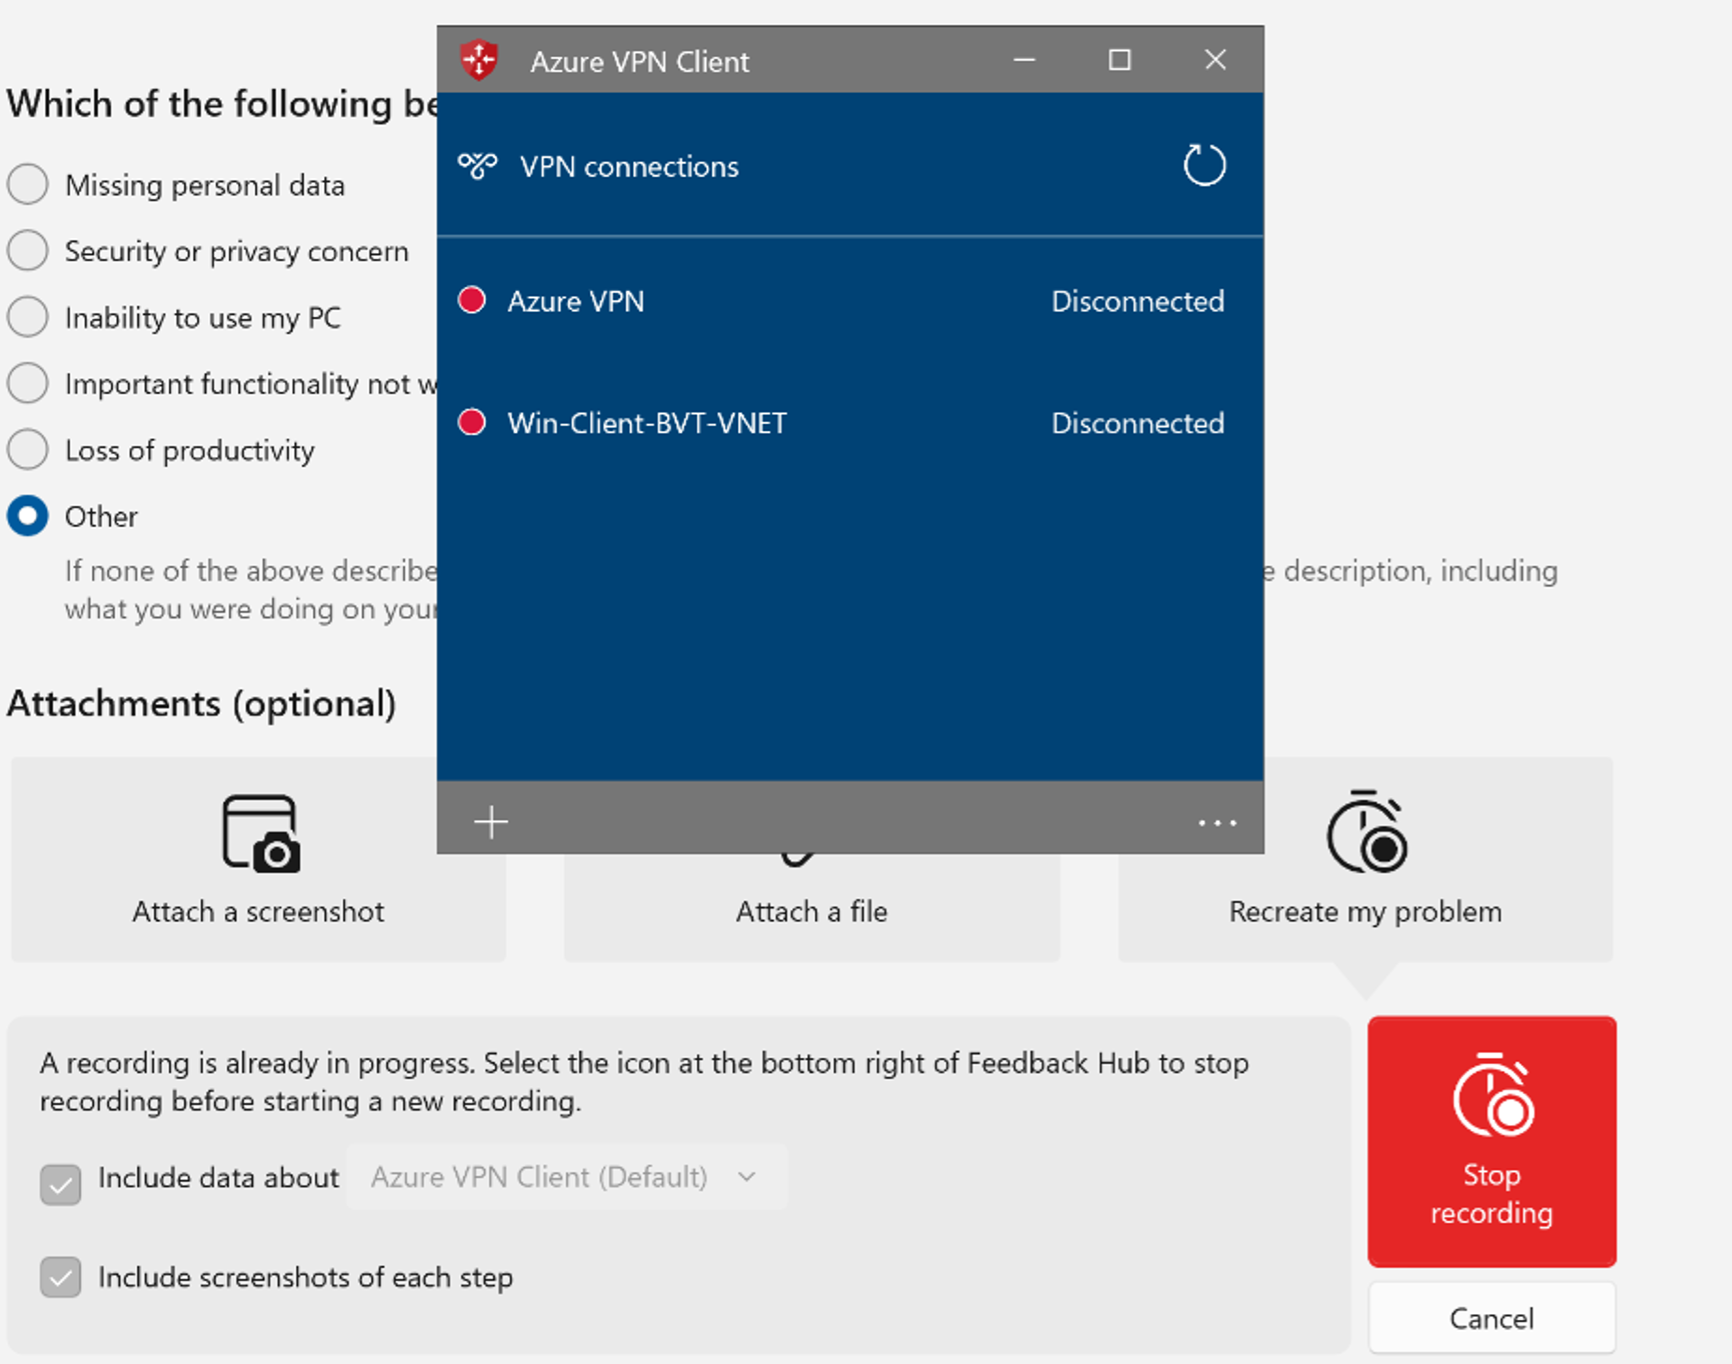 Azure VPN Client
VPN connections
Azure VPN Disconnected
Win-Client-BVT-VNET Disconnected
Which of the following be
Missing personal data
Security or privacy concern
Inability to use my PC
Important functionality not w
Loss of productivity
Other
If none of the above describe e description, including
what you were doing on your
Attachments (optional)
Attach a screenshot
Attach a file
Recreate my problem
A recording is already in progress. Select the icon at the bottom right of Feedback Hub to stop
recording before starting a new recording.
Include data about Azure VPN Client (Default)
Include screenshots of each step
Stop
recording
Cancel